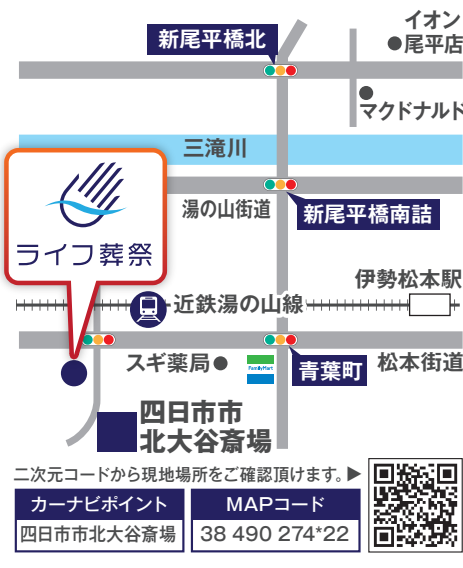 イオン
●尾平店
新尾平橋北
マクドナルド
三滝川
湯の山街道
新尾平橋南詰
ライフ葬祭
伊勢松本駅
近鉄湯の山線
スギ薬局●
FamilyMart
青葉町
松本街道
四日市市
北大谷斎場
二次元コードから現地場所をご確認頂けます。▶
カーナビポイント
四日市市北大谷斎場
MAPコード
38 490 274*22